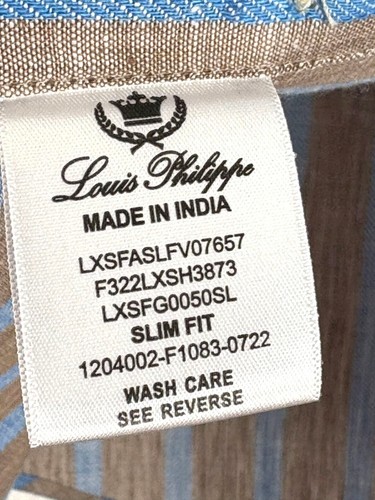 Louis Philippe
MADE IN INDIA
LXSFASLFV07657
F322LXSH3873
LXSFG0050SL
SLIM FIT
1204002-F1083-0722
WASH CARE
SEE REVERSE